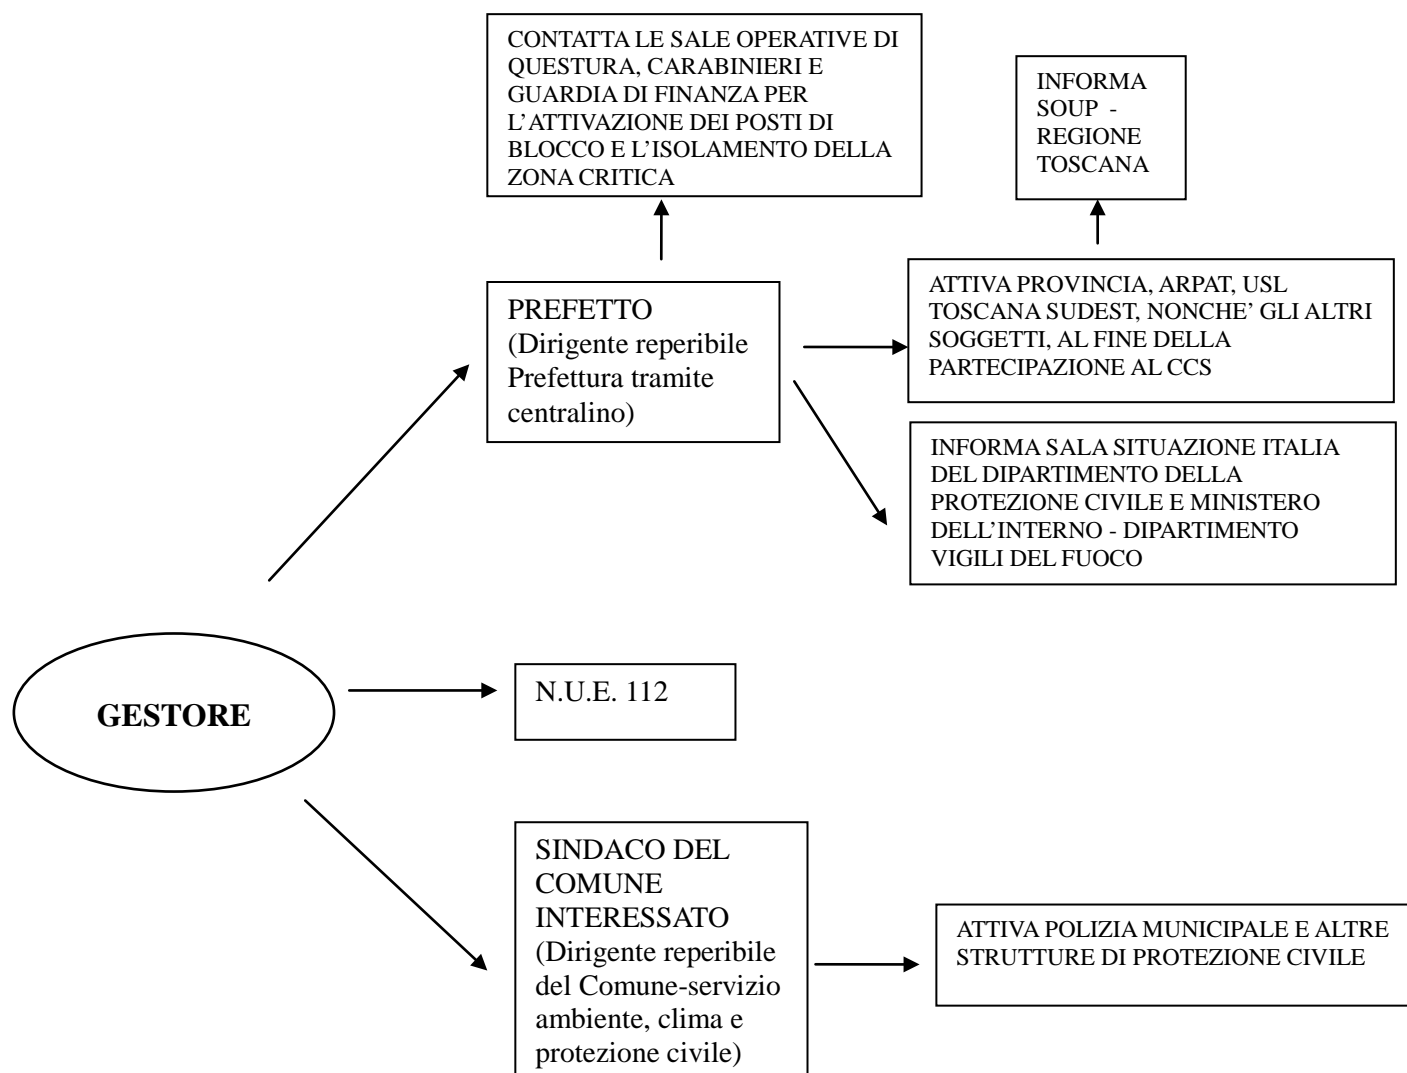 CONTATTA LE SALE OPERATIVE DI
QUESTURA, CARABINIERI E
GUARDIA DI FINANZA PER
L’ATTIVAZIONE DEI POSTI DI
BLOCCO E L’ISOLAMENTO DELLA
ZONA CRITICA
INFORMA
SOUP -
REGIONE
TOSCANA
PREFETTO
(Dirigente reperibile
Prefettura tramite
centralino)
ATTIVA PROVINCIA, ARPAT, USL
TOSCANA SUDEST, NONCHE’ GLI ALTRI
SOGGETTI, AL FINE DELLA
PARTECIPAZIONE AL CCS
INFORMA SALA SITUAZIONE ITALIA
DEL DIPARTIMENTO DELLA
PROTEZIONE CIVILE E MINISTERO
DELL’INTERNO - DIPARTIMENTO
VIGILI DEL FUOCO
GESTORE
N.U.E. 112
SINDACO DEL
COMUNE
INTERESSATO
(Dirigente reperibile
del Comune-servizio
ambiente, clima e
protezione civile)
ATTIVA POLIZIA MUNICIPALE E ALTRE
STRUTTURE DI PROTEZIONE CIVILE